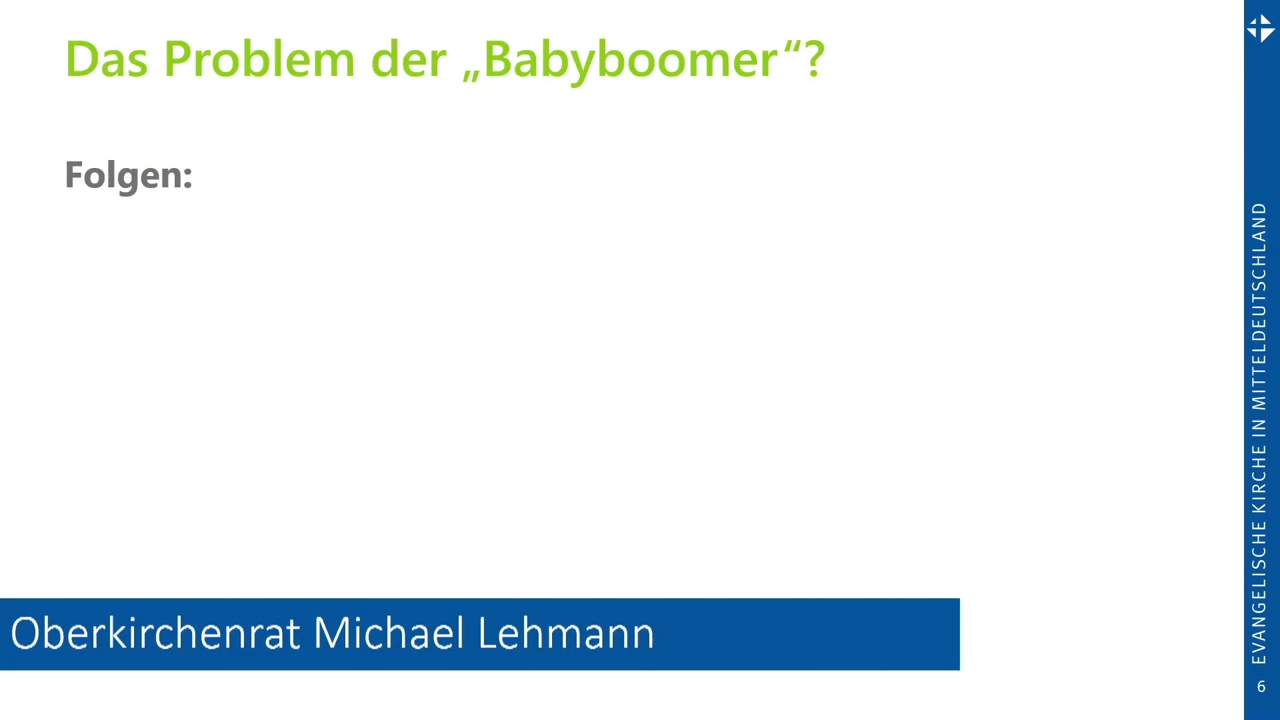 Das Problem der „Babyboomer“?
Folgen:
Oberkirchenrat Michael Lehmann
EVANGELISCHE KIRCHE IN MITTELDEUTSCHLAND
6